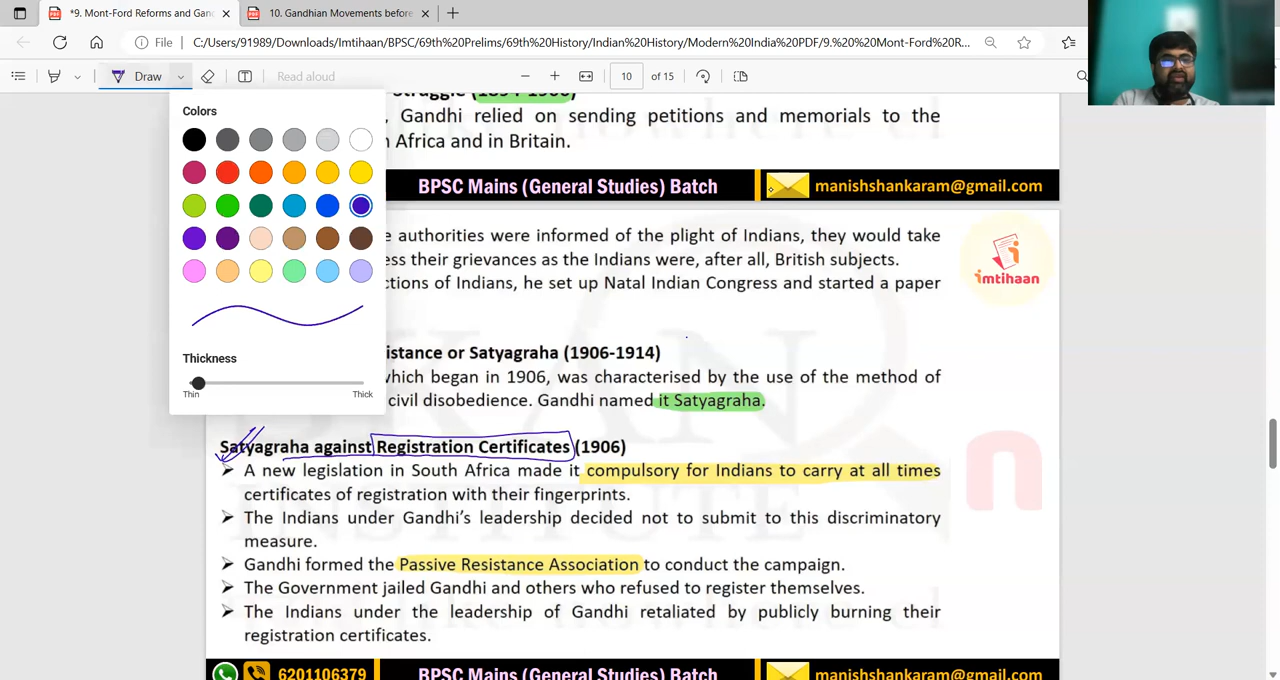 *9. Mont-Ford Reforms and Gand
10. Gandhian Movements before
File
C:/Users/91989/Downloads/Imtihaan/BPSC/69th%20Prelims/69th%20History/Indian%20History/Modern%20India%20PDF/9.%20%20Mont-Ford%20R...
Draw
Read aloud
10 of 15
Colors
Thickness
Thin
Thick
Struggle (1894-1906)
, Gandhi relied on sending petitions and memorials to the
Africa and in Britain.
BPSC Mains (General Studies) Batch
manishshankaram@gmail.com
authorities were informed of the plight of Indians, they would take
ess their grievances as the Indians were, after all, British subjects.
ctions of Indians, he set up Natal Indian Congress and started a paper
imtihaan
istance or Satyagraha (1906-1914)
which began in 1906, was characterised by the use of the method of
civil disobedience. Gandhi named it Satyagraha.
Satyagraha against Registration Certificates (1906)
➢ A new legislation in South Africa made it compulsory for Indians to carry at all times
certificates of registration with their fingerprints.
➢ The Indians under Gandhi's leadership decided not to submit to this discriminatory
measure.
➢ Gandhi formed the Passive Resistance Association to conduct the campaign.
➢ The Government jailed Gandhi and others who refused to register themselves.
➢ The Indians under the leadership of Gandhi retaliated by publicly burning their
registration certificates.
6201106379
BPSC Mains (General Studies) Batch
manishshankaram@gmail.com